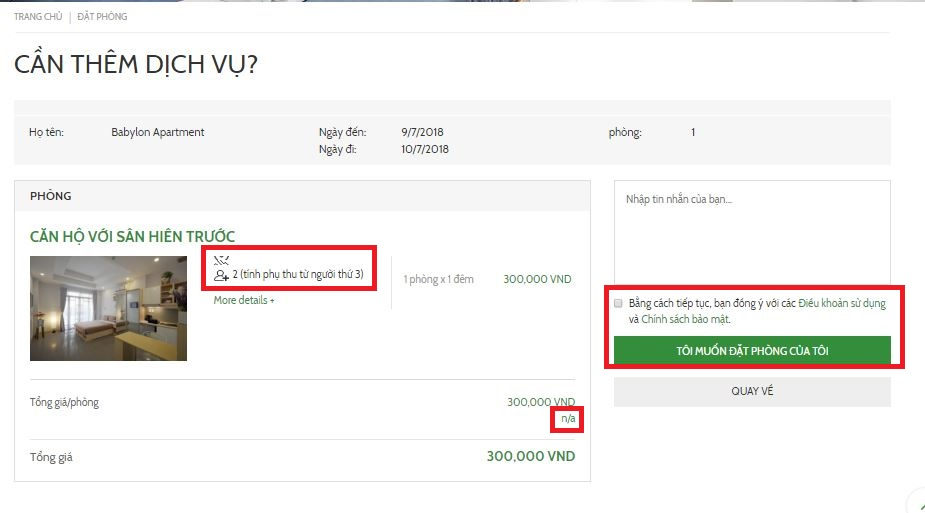 TRANG CHỦ | ĐẶT PHÒNG
CẦN THÊM DỊCH VỤ?
Họ tên: Babylon Apartment Ngày đến: 9/7/2018 phòng: 1
Ngày đi: 10/7/2018
PHÒNG
CĂN HỘ VỚI SÂN HIÊN TRƯỚC
2 (tính phụ thu từ người thứ 3)
More details +
1 phòng x 1 đêm 300,000 VND
Tổng giá/phòng 300,000 VND
n/a
Tổng giá 300,000 VND
Nhập tin nhắn của bạn...
Bằng cách tiếp tục, bạn đồng ý với các Điều khoản sử dụng
và Chính sách bảo mật.
TÔI MUỐN ĐẶT PHÒNG CỦA TÔI
QUAY VỀ